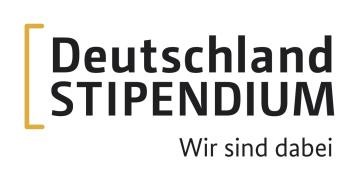 Deutschland
STIPENDIUM
Wir sind dabei